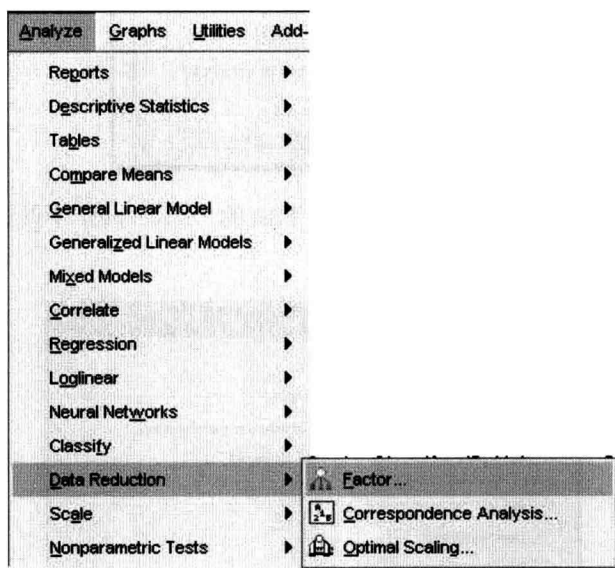 Analyze Graphs Utilities Add-
Reports
Descriptive Statistics
Tables
Compare Means
General Linear Model
Generalized Linear Models
Mixed Models
Correlate
Regression
Loglinear
Neural Networks
Classify
Data Reduction
Factor...
Scale
Correspondence Analysis...
Nonparametric Tests
Optimal Scaling...